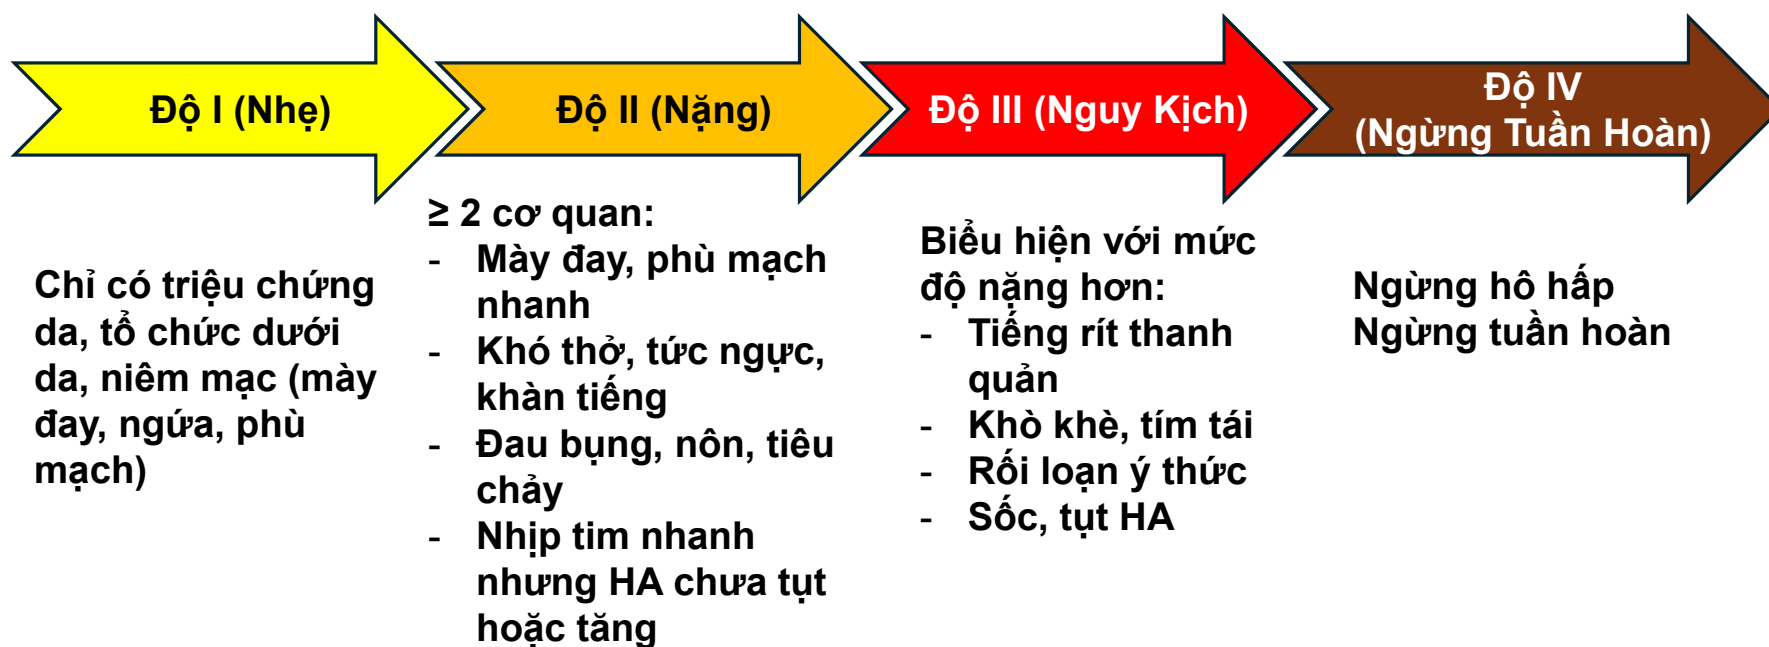 Độ I (Nhẹ)
Độ II (Nặng)
Độ III (Nguy Kịch)
Độ IV
(Ngừng Tuần Hoàn)
Chỉ có triệu chứng
da, tổ chức dưới
da, niêm mạc (mày
đay, ngứa, phù
mạch)
≥ 2 cơ quan:
- Mày đay, phù mạch
nhanh
- Khó thở, tức ngực,
khàn tiếng
- Đau bụng, nôn, tiêu
chảy
- Nhịp tim nhanh
nhưng HA chưa tụt
hoặc tăng
Biểu hiện với mức
độ nặng hơn:
- Tiếng rít thanh
quản
- Khò khè, tím tái
- Rối loạn ý thức
- Sốc, tụt HA
Ngừng hô hấp
Ngừng tuần hoàn